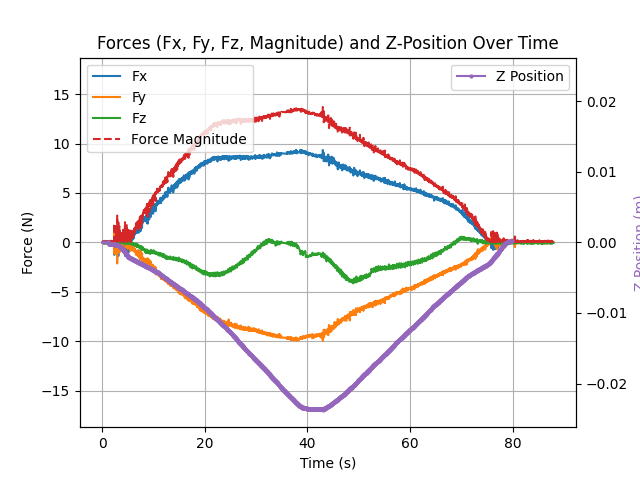 Forces (Fx, Fy, Fz, Magnitude) and Z-Position Over Time
Fx
Fy
Fz
Force Magnitude
Z Position
15
10
5
0
−5
−10
−15
Force (N)
0.02
0.01
0.00
−0.01
−0.02
Z Position (m)
0
20
40
60
80
Time (s)